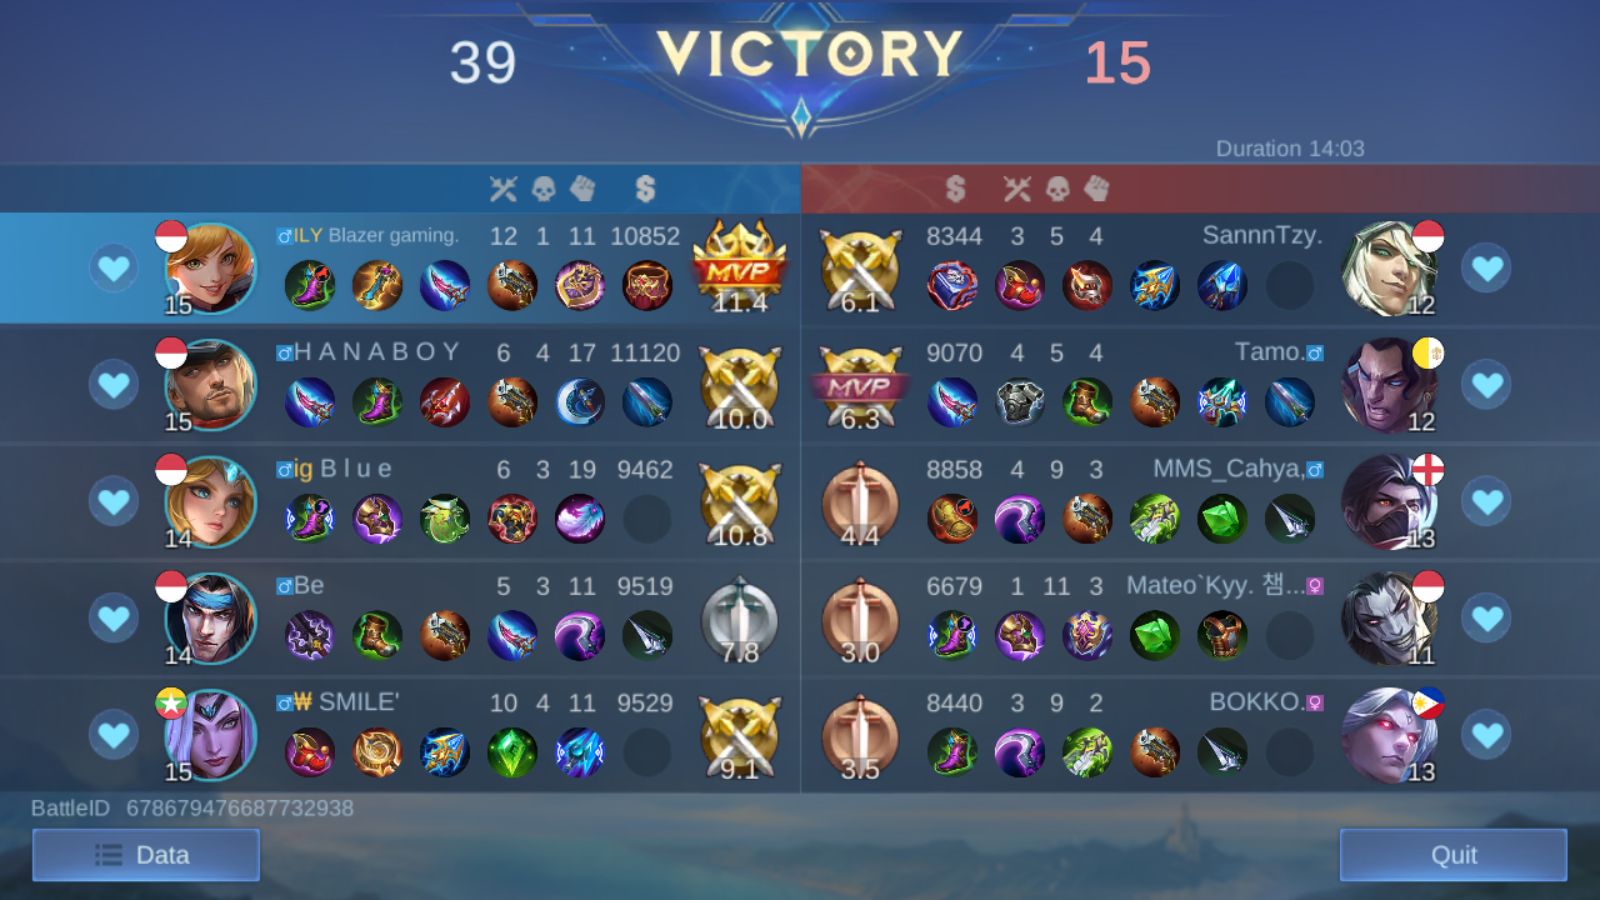 39 VICTORY 15
Duration 14:03
ILY Blazer gaming. 12 1 11 10852
15 MVP 11.4
8344 3 5 4 SannnTzy.
6.1 12
H A N A B O Y 6 4 17 11120
15 10.0
9070 4 5 4 Tamo.
MVP 6.3 12
ig B l u e 6 3 19 9462
14 10.8
8858 4 9 3 MMS_Cahya,
4.4 13
Be 5 3 11 9519
14 7.8
6679 1 11 3 Mateo`Kyy. 챔...
3.0 11
₩ SMILE' 10 4 11 9529
15 9.1
8440 3 9 2 BOKKO.
3.5 13
BattleID 678679476687732938
Data
Quit